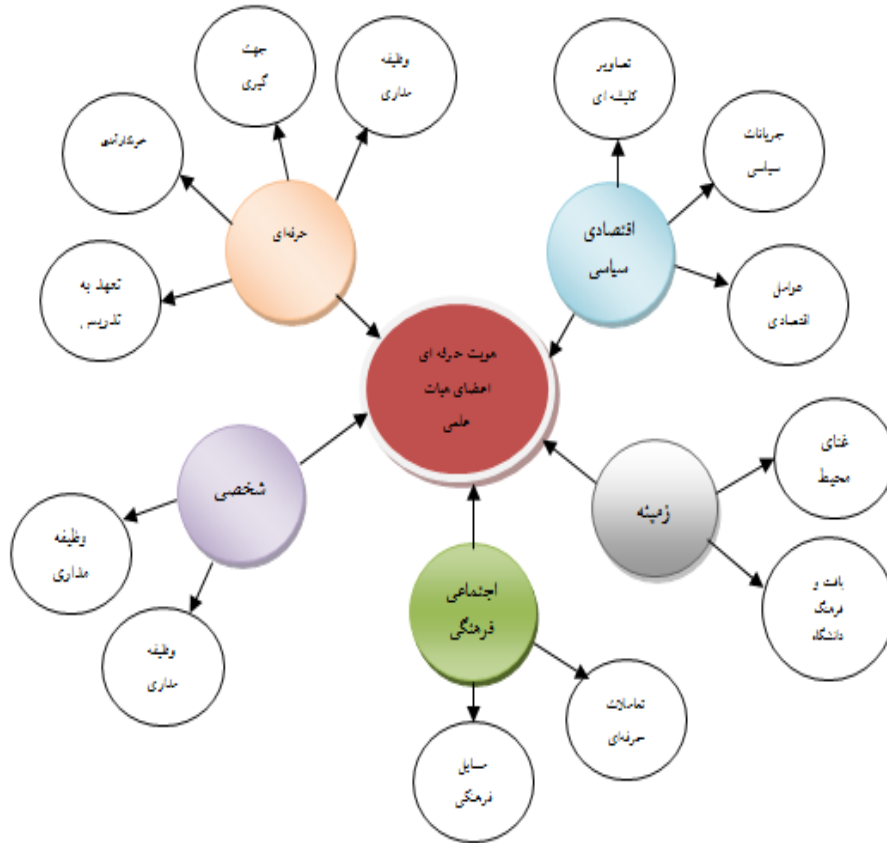 تصاویر
کلیشه ای
جریانات
سیاسی
عوامل
اقتصادی
اقتصادی
سیاسی
وظیفه
مداری
جهت
گیری
خودکارآمدی
تعهد به
تدریس
حرفه‌ای
هویت حرفه ای
اعضای هیات
علمی
غنای
محیط
بافت و
فرهنگ
دانشگاه
زمینه
اجتماعی
فرهنگی
تعاملات
حرفه‌ای
مسایل
فرهنگی
شخصی
وظیفه
مداری
وظیفه
مداری